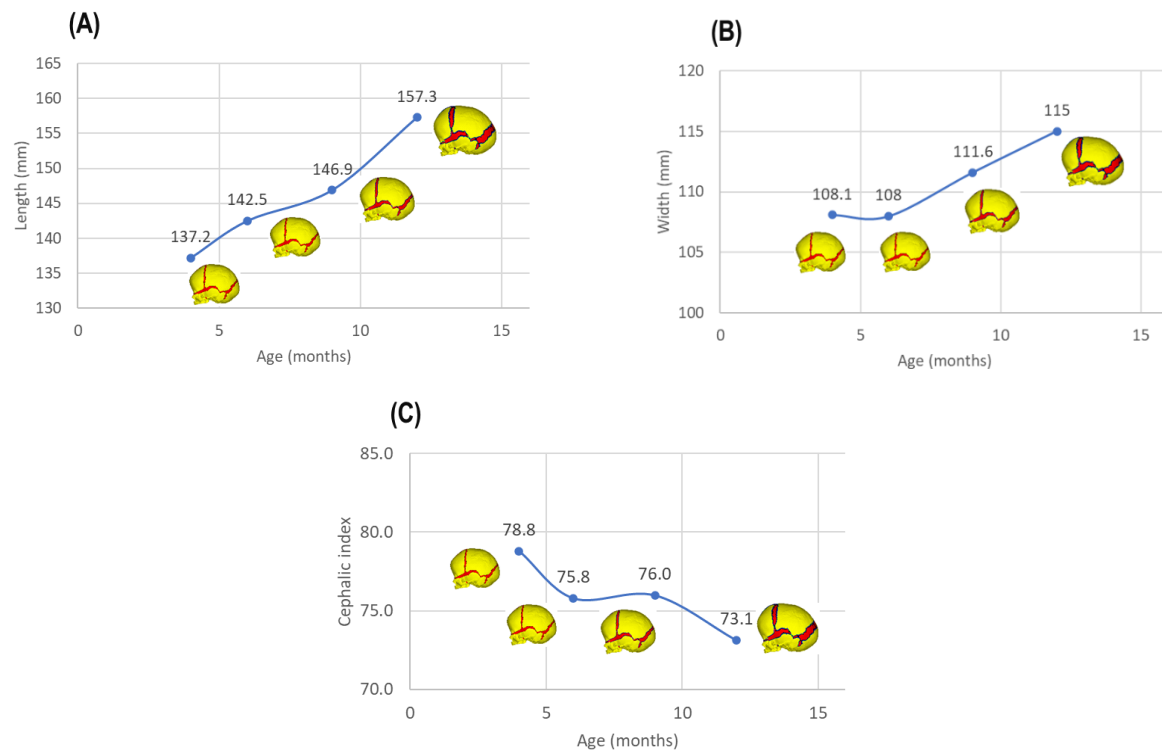 (A)
165
160
155
150
145
140
135
130
Length (mm)
137.2
142.5
146.9
157.3
0 5 10 15
Age (months)
(B)
120
115
110
105
100
Width (mm)
108.1
108
111.6
115
0 5 10 15
Age (months)
(C)
85.0
80.0
75.0
70.0
Cephalic index
78.8
75.8
76.0
73.1
0 5 10 15
Age (months)